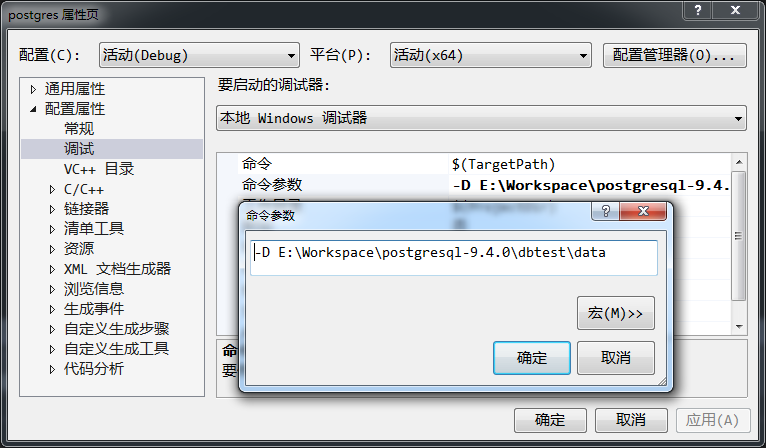 postgres 属性页
配置(C): 活动(Debug) 平台(P): 活动(x64) 配置管理器(O)...
通用属性
配置属性
常规
调试
VC++ 目录
C/C++
链接器
清单工具
资源
XML 文档生成器
浏览信息
生成事件
自定义生成步骤
自定义生成工具
代码分析
要启动的调试器:
本地 Windows 调试器
命令 $(TargetPath)
命令参数 -D E:\Workspace\postgresql-9.4.
命令参数
-D E:\Workspace\postgresql-9.4.0\dbtest\data
宏(M)>>
确定 取消
确定 取消 应用(A)